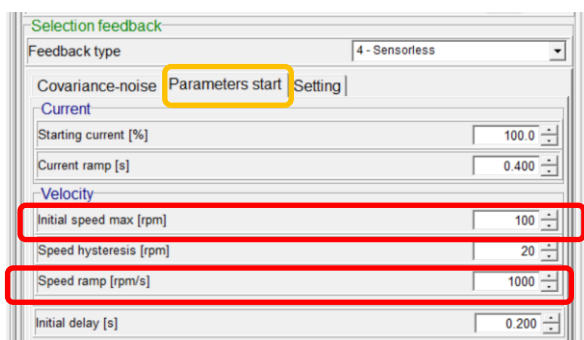 Selection feedback
Feedback type 4 - Sensorless
Covariance-noise Parameters start Setting
Current
Starting current [%] 100.0
Current ramp [s] 0.400
Velocity
Initial speed max [rpm] 100
Speed hysteresis [rpm] 20
Speed ramp [rpm/s] 1000
Initial delay [s] 0.200